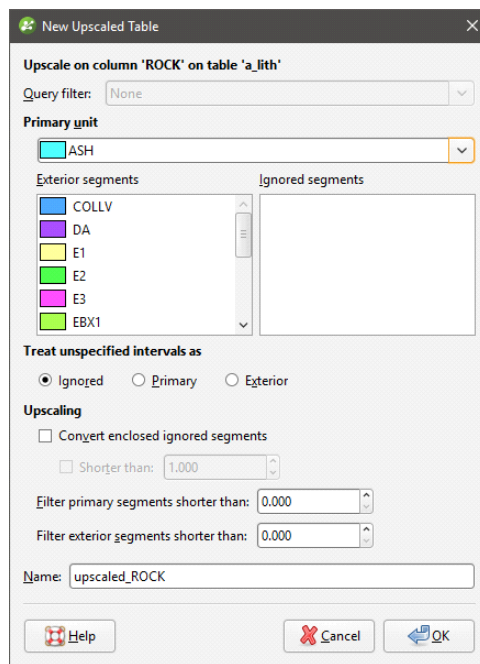 New Upscaled Table
Upscale on column 'ROCK' on table 'a_lith'
Query filter: None
Primary unit
ASH
Exterior segments Ignored segments
COLLV
DA
E1
E2
E3
EBX1
Treat unspecified intervals as
Ignored Primary Exterior
Upscaling
Convert enclosed ignored segments
Shorter than: 1.000
Filter primary segments shorter than: 0.000
Filter exterior segments shorter than: 0.000
Name: upscaled_ROCK
Help Cancel OK